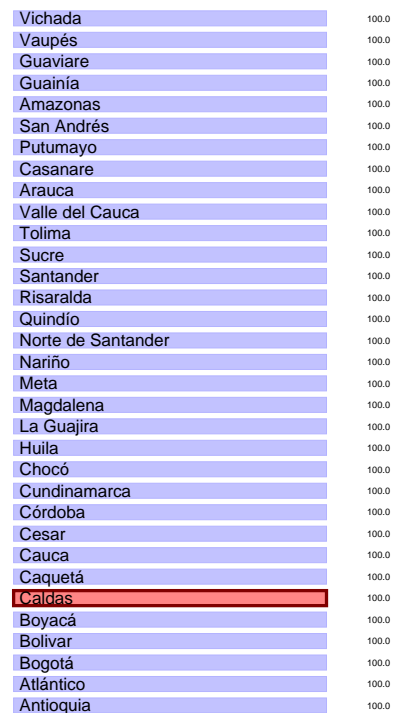 Vichada 100.0
Vaupés 100.0
Guaviare 100.0
Guainía 100.0
Amazonas 100.0
San Andrés 100.0
Putumayo 100.0
Casanare 100.0
Arauca 100.0
Valle del Cauca 100.0
Tolima 100.0
Sucre 100.0
Santander 100.0
Risaralda 100.0
Quindío 100.0
Norte de Santander 100.0
Nariño 100.0
Meta 100.0
Magdalena 100.0
La Guajira 100.0
Huila 100.0
Chocó 100.0
Cundinamarca 100.0
Córdoba 100.0
Cesar 100.0
Cauca 100.0
Caquetá 100.0
Caldas 100.0
Boyacá 100.0
Bolivar 100.0
Bogotá 100.0
Atlántico 100.0
Antioquia 100.0